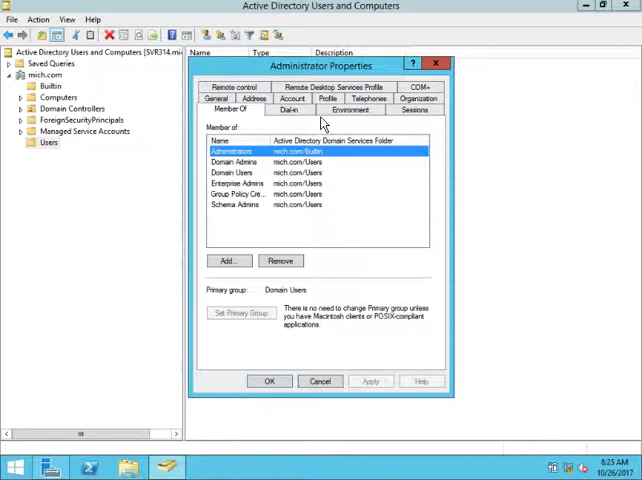 Active Directory Users and Computers
File Action View Help
Active Directory Users and Computers [SVR314.mi
Name Type Description
Saved Queries
mich.com
Builtin
Computers
Domain Controllers
ForeignSecurityPrincipals
Managed Service Accounts
Users
Administrator Properties
?
Remote control Remote Desktop Services Profile COM+
General Address Account Profile Telephones Organization
Member Of Dial-in Environment Sessions
Member of:
Name Active Directory Domain Services Folder
Administrators mich.com/Builtin
Domain Admins mich.com/Users
Domain Users mich.com/Users
Enterprise Admins mich.com/Users
Group Policy Cre... mich.com/Users
Schema Admins mich.com/Users
Add... Remove
Primary group: Domain Users
Set Primary Group
There is no need to change Primary group unless
you have Macintosh clients or POSIX-compliant
applications.
OK Cancel Apply Help
8:25 AM
10/26/2017